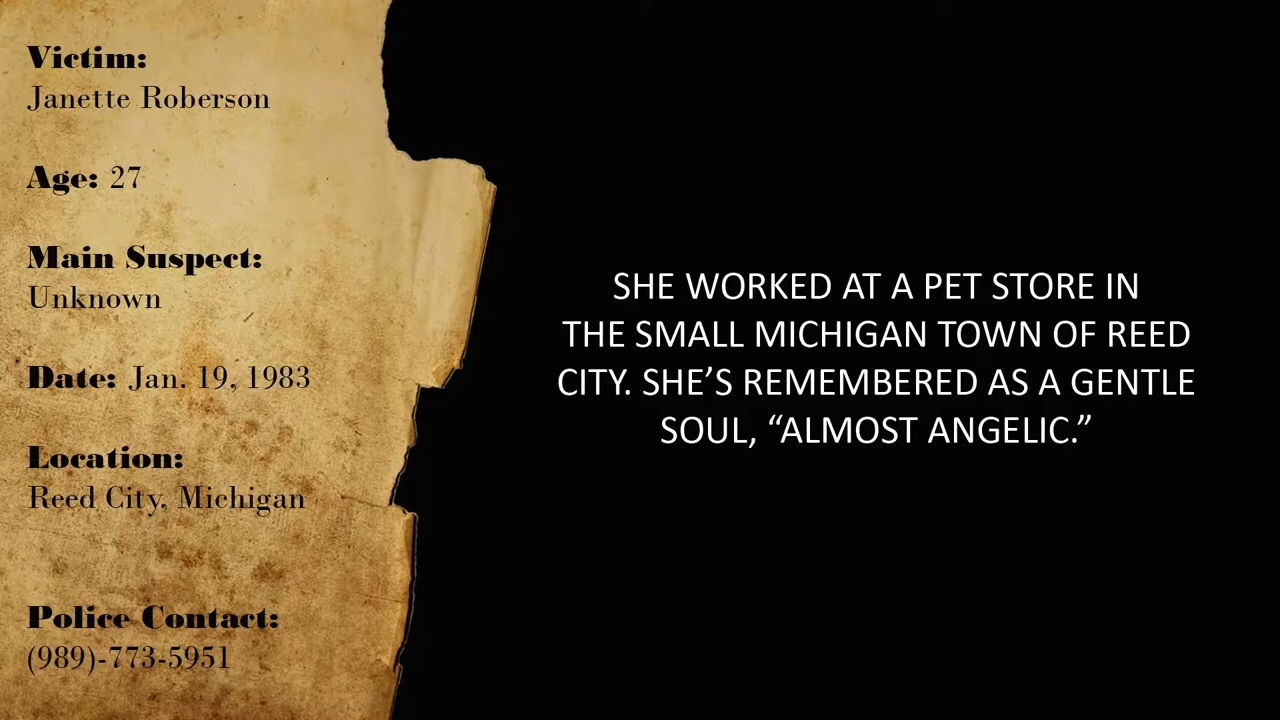 Victim:
Janette Roberson
Age: 27
Main Suspect:
Unknown
Date: Jan. 19, 1983
Location:
Reed City, Michigan
Police Contact:
(989)-773-5951
SHE WORKED AT A PET STORE IN
THE SMALL MICHIGAN TOWN OF REED
CITY. SHE’S REMEMBERED AS A GENTLE
SOUL, “ALMOST ANGELIC.”